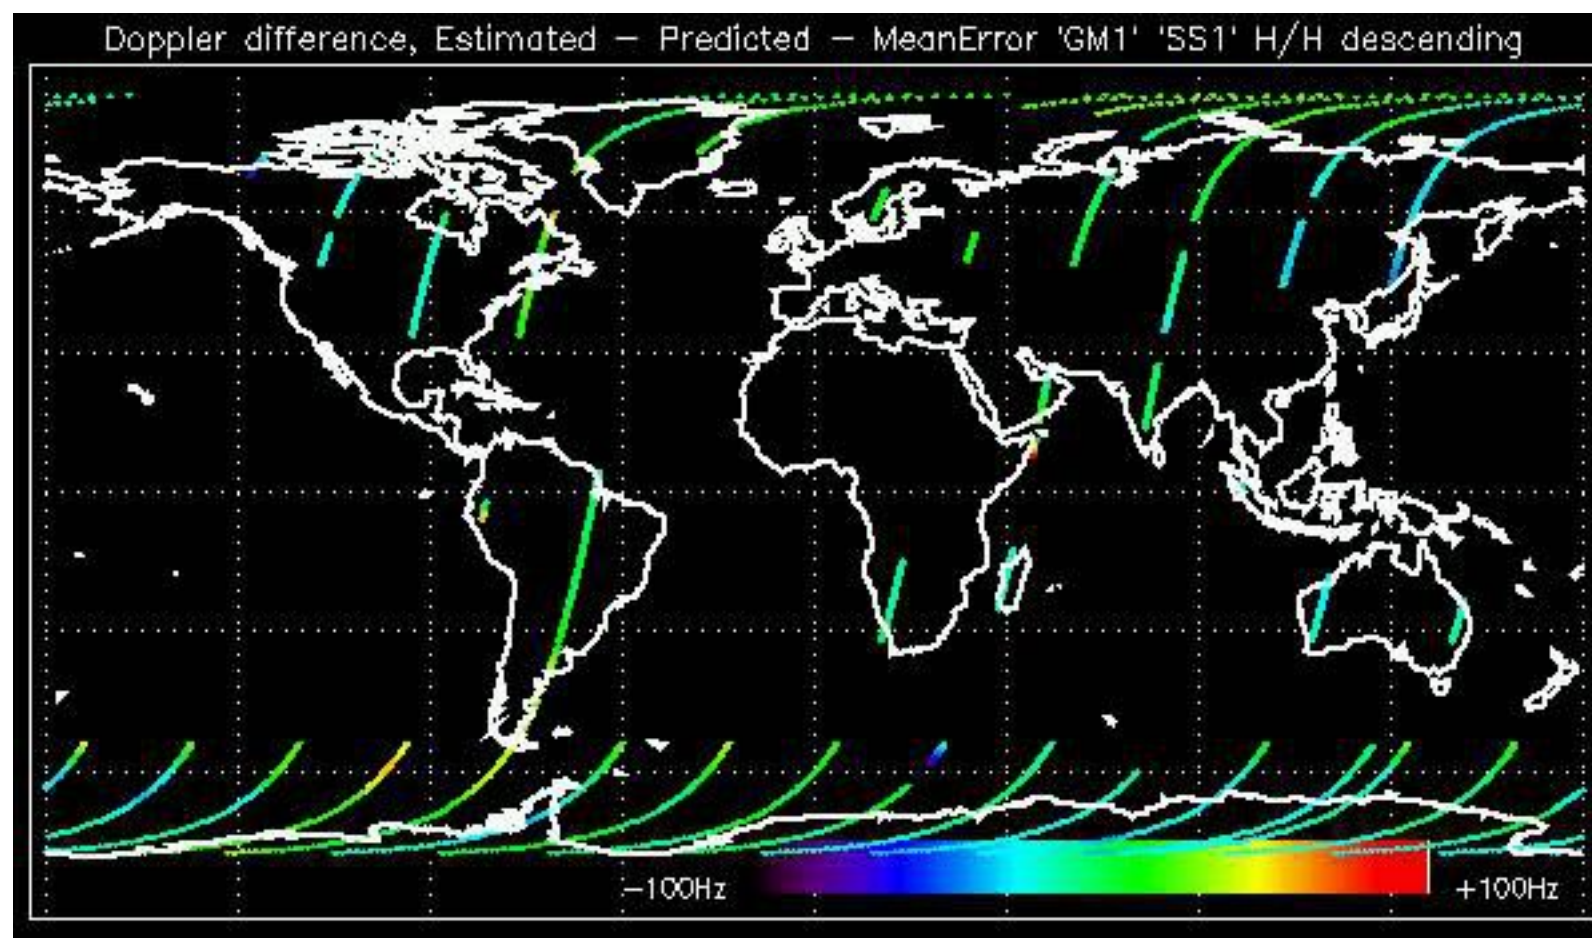 Doppler difference, Estimated – Predicted – MeanError 'GM1' 'SS1' H/H descending
–100Hz +100Hz